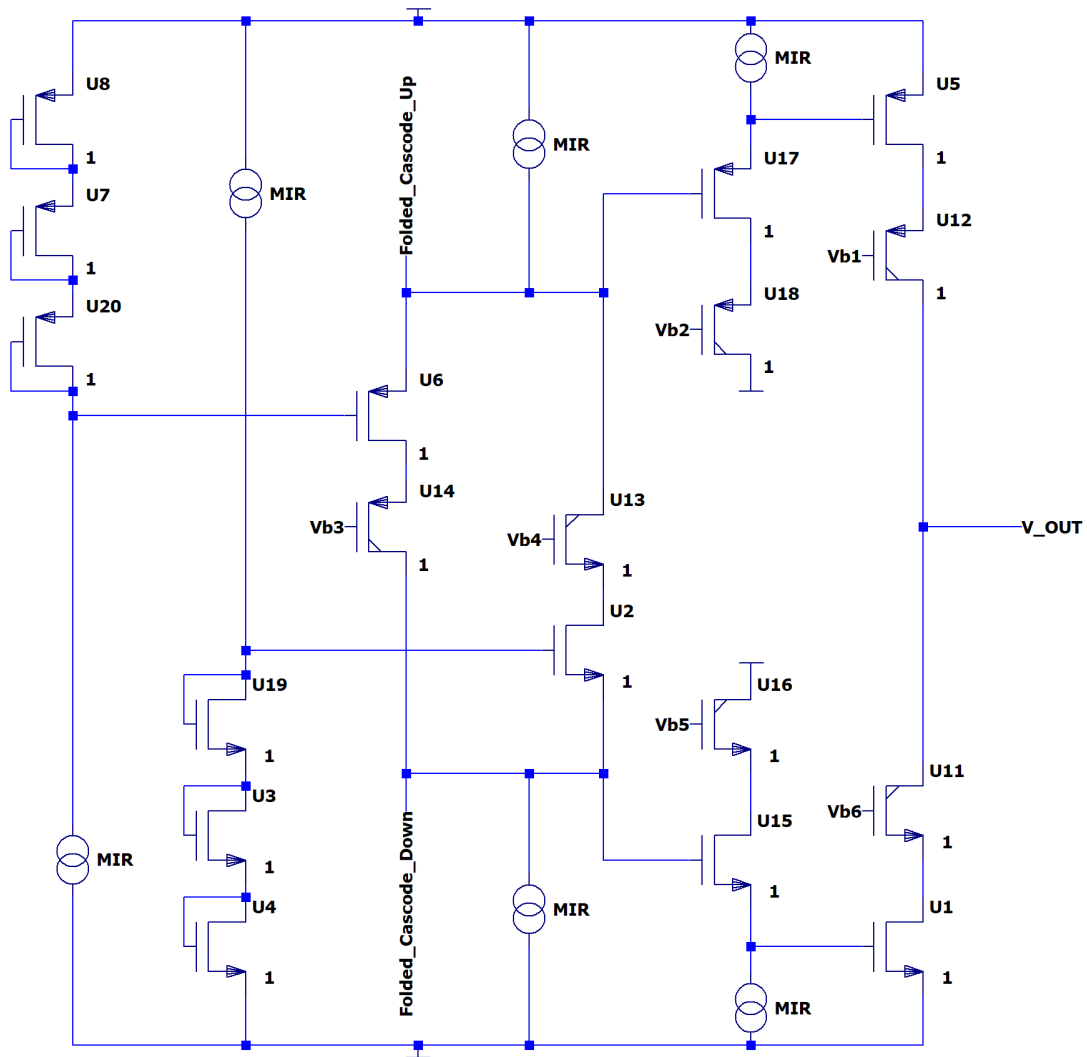 MIR
U8
U5
Folded_Cascode_Up
MIR
1
U17
1
U7
MIR
U12
1
Vb1
1
U20
U18
1
Vb2
1
1
U6
1
U14
U13
Vb3
V_OUT
Vb4
1
1
U2
1
U19
U16
Vb5
1
1
U3
U11
Vb6
Folded_Cascode_Down
U15
1
MIR
1
1
U4
MIR
U1
1
1
1
MIR